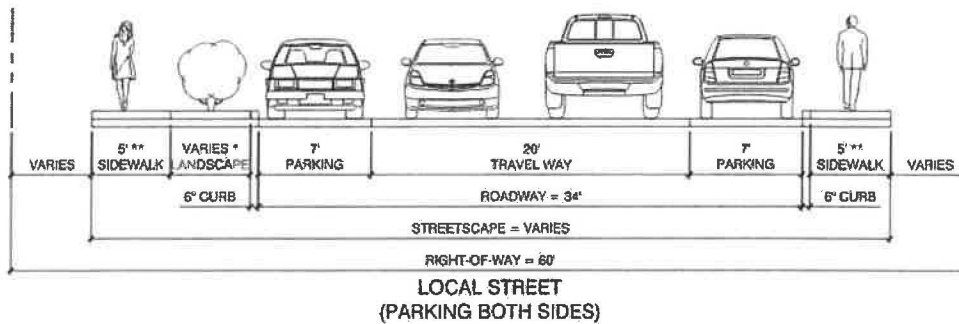 VARIES
5' **
SIDEWALK
VARIES *
LANDSCAPE
7'
PARKING
20'
TRAVEL WAY
7'
PARKING
5' **
SIDEWALK
VARIES
6" CURB
ROADWAY = 34'
6" CURB
STREETSCAPE = VARIES
RIGHT-OF-WAY = 60'
LOCAL STREET
(PARKING BOTH SIDES)